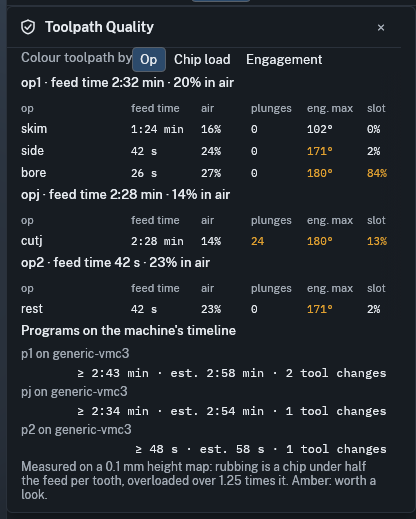 Toolpath Quality ×
Colour toolpath by Op Chip load Engagement
op1 · feed time 2:32 min · 20% in air
op feed time air plunges eng. max slot
skim 1:24 min 16% 0 102° 0%
side 42 s 24% 0 171° 2%
bore 26 s 27% 0 180° 84%
opj · feed time 2:28 min · 14% in air
op feed time air plunges eng. max slot
cutj 2:28 min 14% 24 180° 13%
op2 · feed time 42 s · 23% in air
op feed time air plunges eng. max slot
rest 42 s 23% 0 171° 2%
Programs on the machine's timeline
p1 on generic-vmc3
≥ 2:43 min · est. 2:58 min · 2 tool changes
pj on generic-vmc3
≥ 2:34 min · est. 2:54 min · 1 tool changes
p2 on generic-vmc3
≥ 48 s · est. 58 s · 1 tool changes
Measured on a 0.1 mm height map: rubbing is a chip under half
the feed per tooth, overloaded over 1.25 times it. Amber: worth a
look.